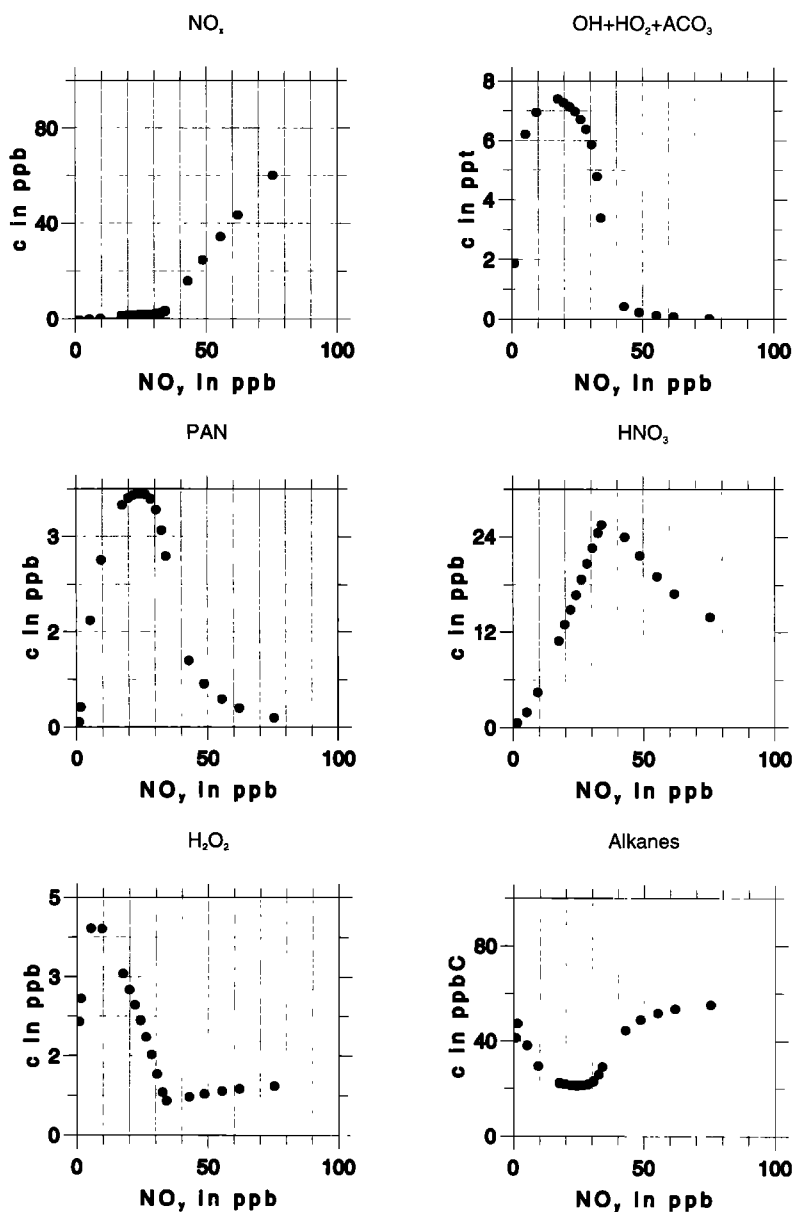 NOx
c in ppb
80
40
0
0 50 100
NOy in ppb
OH+HO2+ACO3
c in ppt
8
6
4
2
0
0 50 100
NOy in ppb
PAN
c in ppb
3
2
0
0 50 100
NOy in ppb
HNO3
c in ppb
24
12
0
0 50 100
NOy in ppb
H2O2
c in ppb
5
3
2
0
0 50 100
NOy in ppb
Alkanes
c in ppbC
80
40
0
0 50 100
NOy in ppb